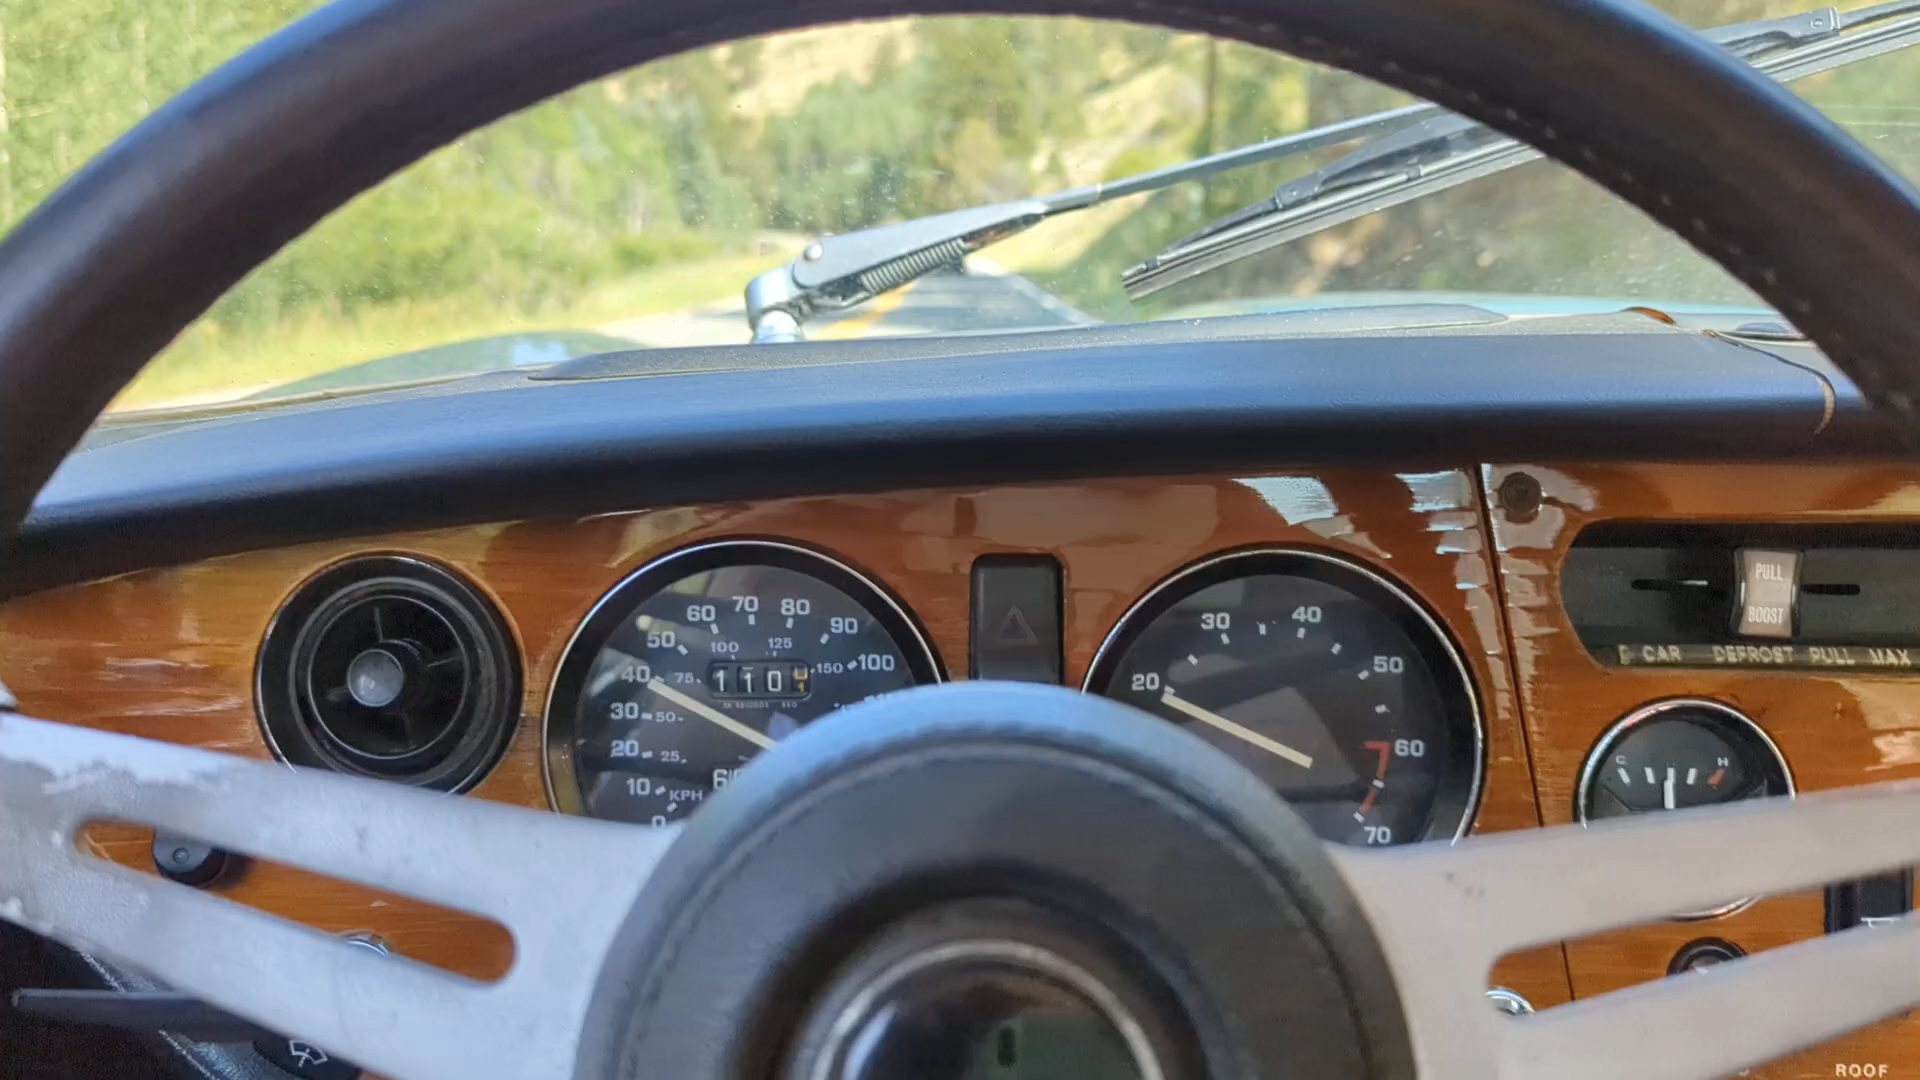 60 70 80
50 90
100 125
40 75 150 100
110
30 50
20 25
10 KPH
0
30 40
20 50
60
70
PULL
BOOST
CAR DEFROST PULL MAX
C H
ROOF